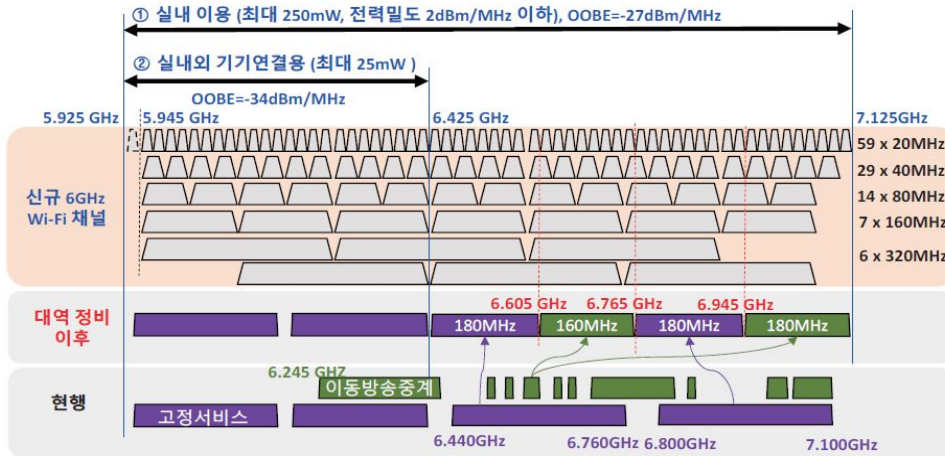 ① 실내 이용 (최대 250mW, 전력밀도 2dBm/MHz 이하), OOBE=-27dBm/MHz
② 실내외 기기연결용 (최대 25mW )
OOBE=-34dBm/MHz
5.925 GHz
5.945 GHz
6.425 GHz
7.125GHz
신규 6GHz
Wi-Fi 채널
59 x 20MHz
29 x 40MHz
14 x 80MHz
7 x 160MHz
6 x 320MHz
대역 정비
이후
6.605 GHz
6.765 GHz
6.945 GHz
180MHz
160MHz
180MHz
180MHz
현행
6.245 GHZ
이동방송중계
고정서비스
6.440GHz
6.760GHz
6.800GHz
7.100GHz